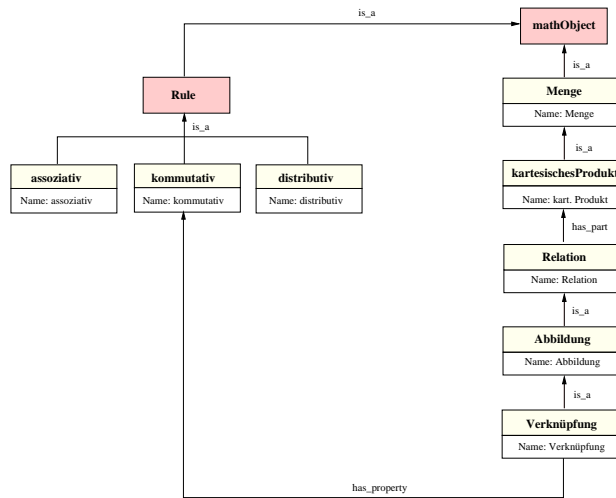 is_a
mathObject
is_a
Rule
Menge
Name: Menge
is_a
is_a
assoziativ
Name: assoziativ
kommutativ
Name: kommutativ
distributiv
Name: distributiv
kartesischesProdukt
Name: kart. Produkt
has_part
Relation
Name: Relation
is_a
Abbildung
Name: Abbildung
is_a
Verknüpfung
Name: Verknüpfung
has_property